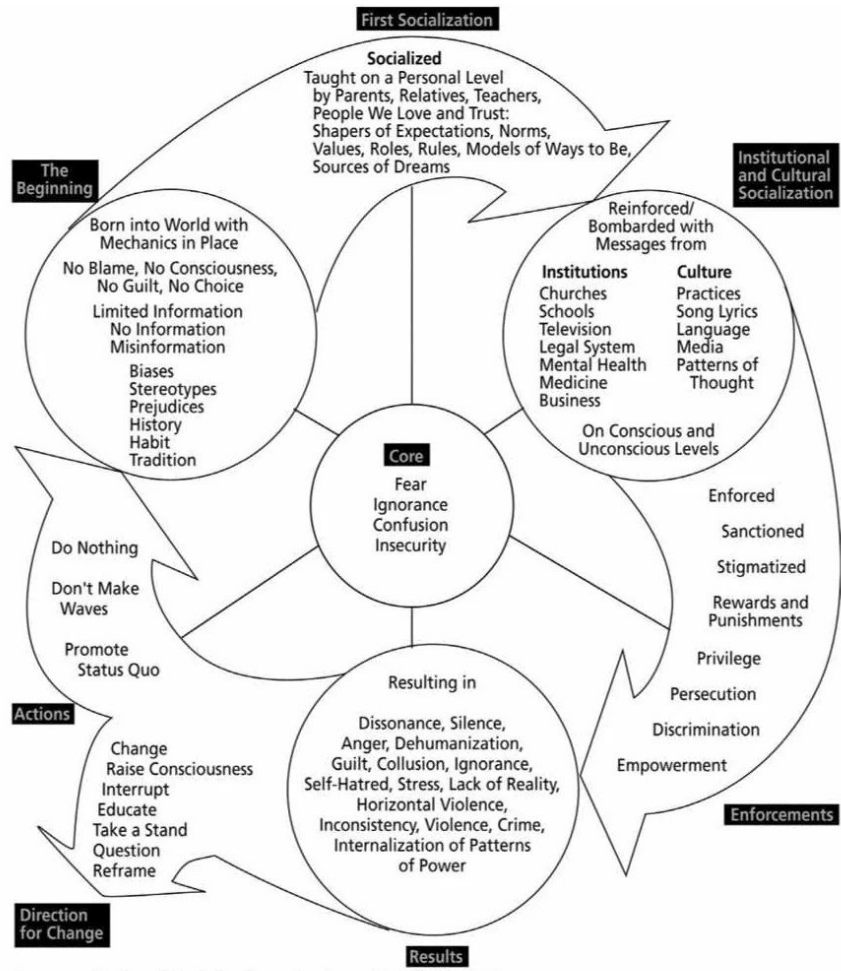 First Socialization
Socialized
Taught on a Personal Level
by Parents, Relatives, Teachers,
People We Love and Trust:
Shapers of Expectations, Norms,
Values, Roles, Rules, Models of Ways to Be,
Sources of Dreams
The
Beginning
Born into World with
Mechanics in Place
No Blame, No Consciousness,
No Guilt, No Choice
Limited Information
No Information
Misinformation
Biases
Stereotypes
Prejudices
History
Habit
Tradition
Institutional
and Cultural
Socialization
Reinforced/
Bombarded with
Messages from
Institutions
Churches
Schools
Television
Legal System
Mental Health
Medicine
Business
Culture
Practices
Song Lyrics
Language
Media
Patterns of
Thought
On Conscious and
Unconscious Levels
Core
Fear
Ignorance
Confusion
Insecurity
Enforced
Sanctioned
Stigmatized
Rewards and
Punishments
Privilege
Persecution
Discrimination
Empowerment
Enforcements
Resulting in
Dissonance, Silence,
Anger, Dehumanization,
Guilt, Collusion, Ignorance,
Self-Hatred, Stress, Lack of Reality,
Horizontal Violence,
Inconsistency, Violence, Crime,
Internalization of Patterns
of Power
Results
Do Nothing
Don't Make
Waves
Promote
Status Quo
Actions
Change
Raise Consciousness
Interrupt
Educate
Take a Stand
Question
Reframe
Direction
for Change